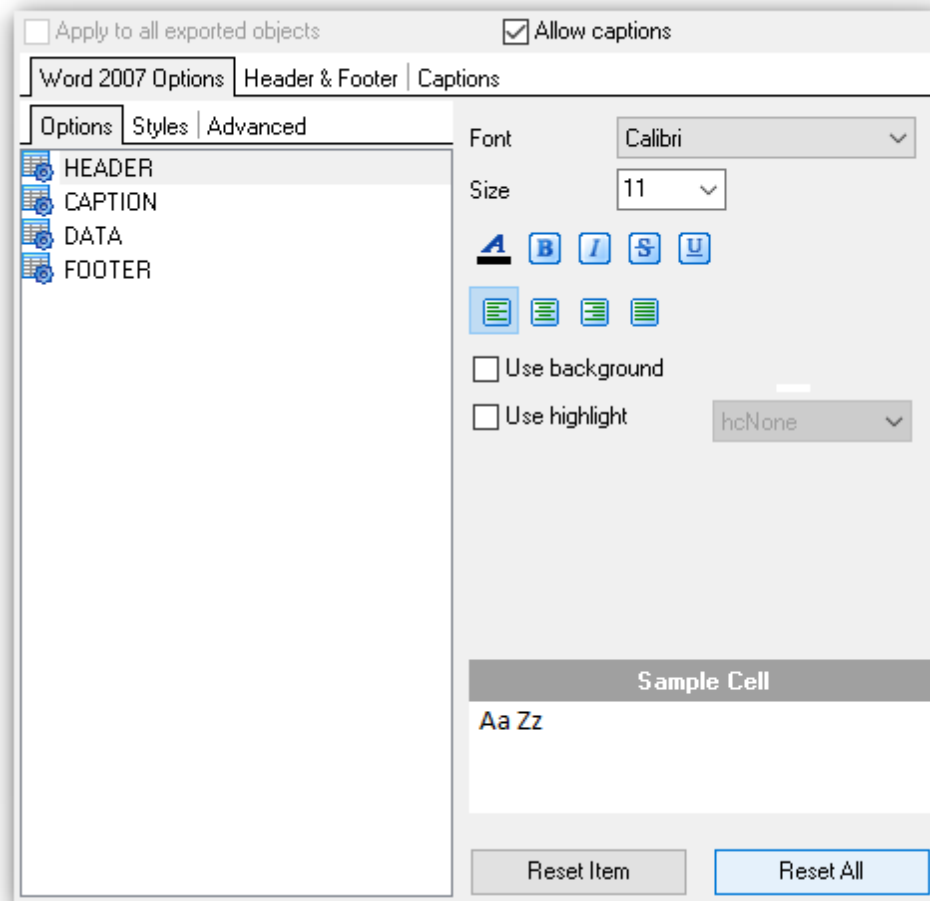 Apply to all exported objects Allow captions
Word 2007 Options Header & Footer Captions
Options Styles Advanced
HEADER
CAPTION
DATA
FOOTER
Font Calibri
Size 11
A B I S U
Use background
Use highlight hcNone
Sample Cell
Aa Zz
Reset Item Reset All